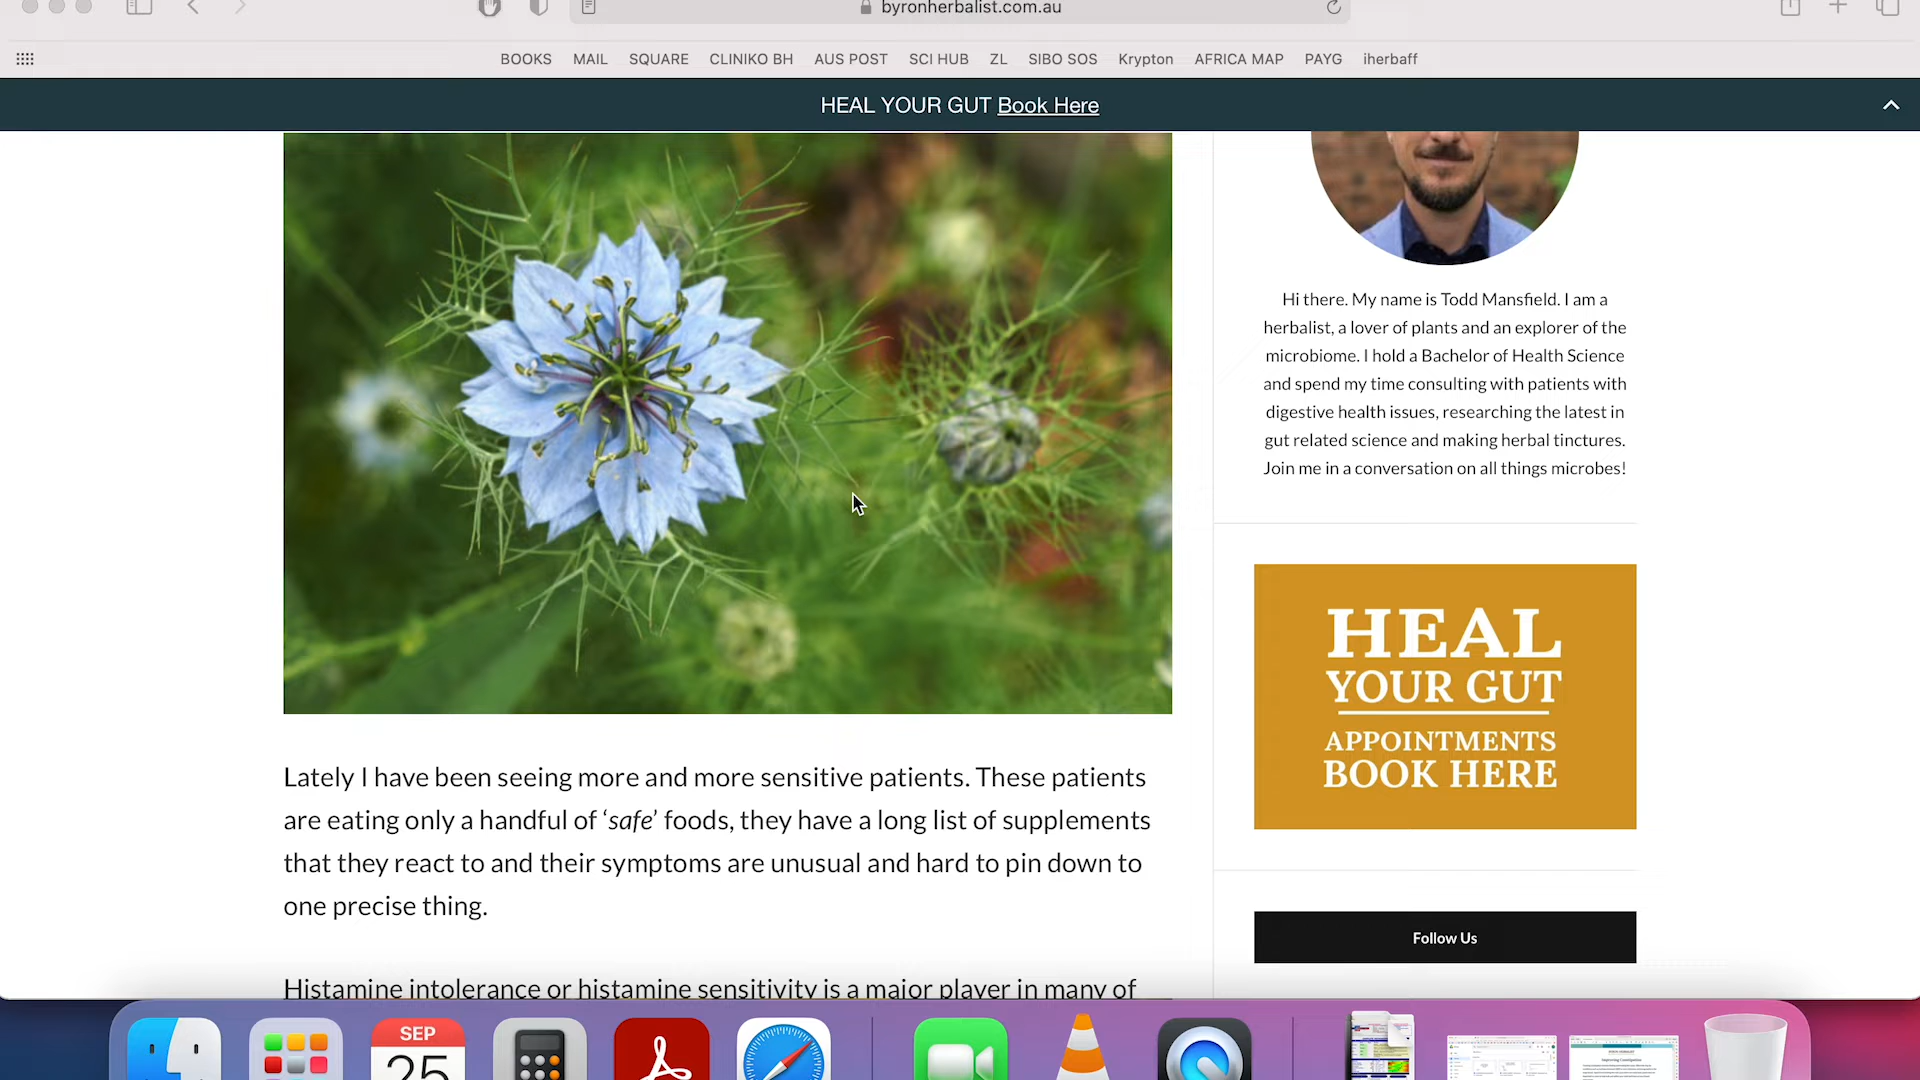 byronherbalist.com.au
BOOKS MAIL SQUARE CLINIKO BH AUS POST SCI HUB ZL SIBO SOS Krypton AFRICA MAP PAYG iherbaff
HEAL YOUR GUT Book Here
Lately I have been seeing more and more sensitive patients. These patients
are eating only a handful of ‘safe’ foods, they have a long list of supplements
that they react to and their symptoms are unusual and hard to pin down to
one precise thing.
Histamine intolerance or histamine sensitivity is a major player in many of
Hi there. My name is Todd Mansfield. I am a
herbalist, a lover of plants and an explorer of the
microbiome. I hold a Bachelor of Health Science
and spend my time consulting with patients with
digestive health issues, researching the latest in
gut related science and making herbal tinctures.
Join me in a conversation on all things microbes!
HEAL
YOUR GUT
APPOINTMENTS
BOOK HERE
Follow Us
SEP
25